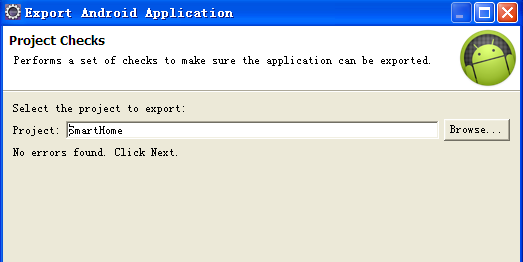 Export Android Application
Project Checks
Performs a set of checks to make sure the application can be exported.
Select the project to export:
Project: SmartHome Browse...
No errors found. Click Next.